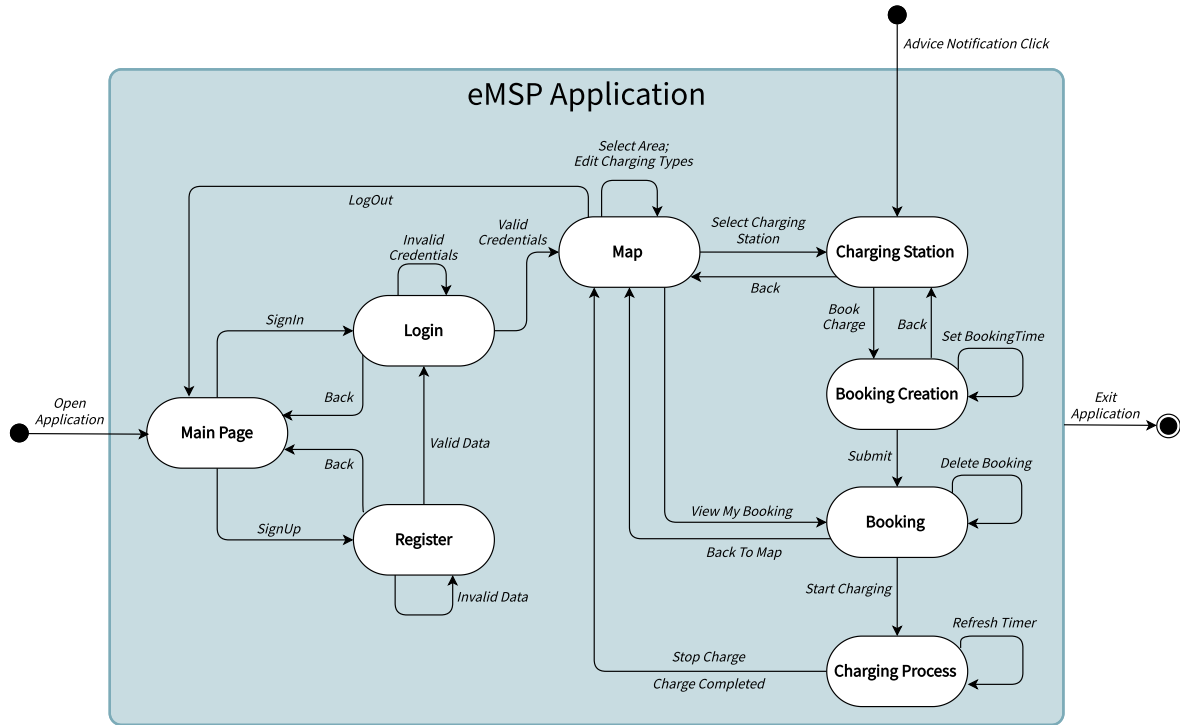 Advice Notification Click
eMSP Application
Select Area;
Edit Charging Types
LogOut
Valid
Credentials
Select Charging
Station
Invalid
Credentials
Map
Charging Station
Back
SignIn
Login
Book
Charge
Back
Set BookingTime
Back
Booking Creation
Open
Application
Exit
Application
Main Page
Valid Data
Back
Submit
Delete Booking
View My Booking
Booking
SignUp
Register
Back To Map
Start Charging
Invalid Data
Refresh Timer
Stop Charge
Charging Process
Charge Completed